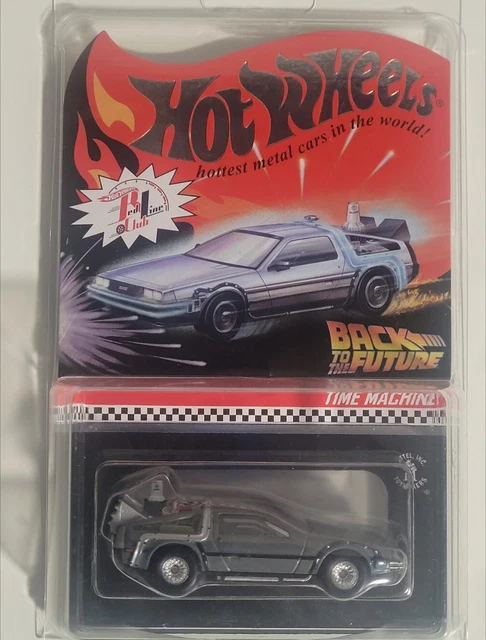 Hot Wheels®
hottest metal cars in the world!
Red Line
Club
BACK
TO THE
FUTURE
TIME MACHINE